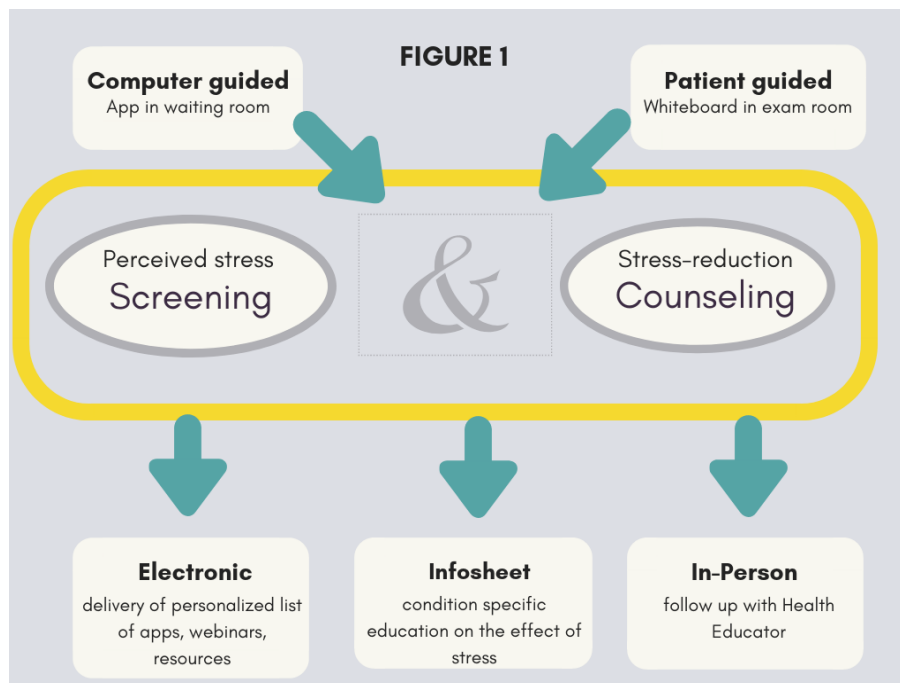 FIGURE 1
Computer guided
App in waiting room
Patient guided
Whiteboard in exam room
Perceived stress
Screening
&
Stress-reduction
Counseling
Electronic
delivery of personalized list
of apps, webinars,
resources
Infosheet
condition specific
education on the effect of
stress
In-Person
follow up with Health
Educator